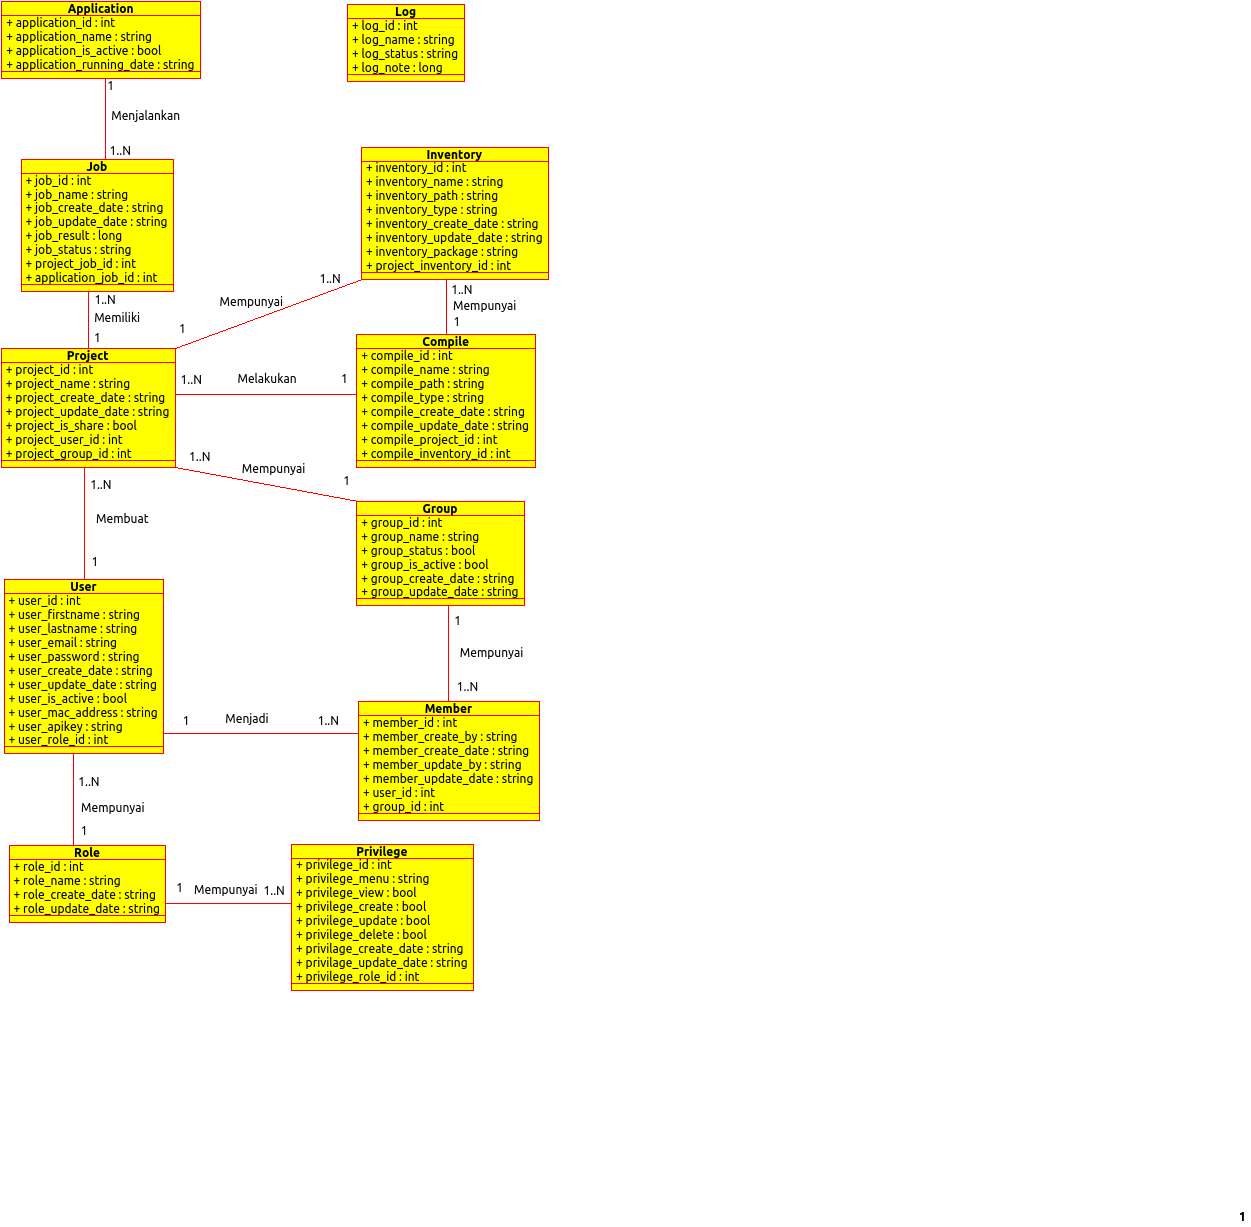 Application
+ application_id : int
+ application_name : string
+ application_is_active : bool
+ application_running_date : string
Log
+ log_id : int
+ log_name : string
+ log_status : string
+ log_note : long
1
Menjalankan
1..N
Job
+ job_id : int
+ job_name : string
+ job_create_date : string
+ job_update_date : string
+ job_result : long
+ job_status : string
+ project_job_id : int
+ application_job_id : int
Inventory
+ inventory_id : int
+ inventory_name : string
+ inventory_path : string
+ inventory_type : string
+ inventory_create_date : string
+ inventory_update_date : string
+ inventory_package : string
+ project_inventory_id : int
1..N
Memiliki
1
1..N
Mempunyai
1
1..N
Mempunyai
1
Project
+ project_id : int
+ project_name : string
+ project_create_date : string
+ project_update_date : string
+ project_is_share : bool
+ project_user_id : int
+ project_group_id : int
1..N
Melakukan
1
Compile
+ compile_id : int
+ compile_name : string
+ compile_path : string
+ compile_type : string
+ compile_create_date : string
+ compile_update_date : string
+ compile_project_id : int
+ compile_inventory_id : int
1..N
Mempunyai
1
1..N
Membuat
1
Group
+ group_id : int
+ group_name : string
+ group_status : bool
+ group_is_active : bool
+ group_create_date : string
+ group_update_date : string
User
+ user_id : int
+ user_firstname : string
+ user_lastname : string
+ user_email : string
+ user_password : string
+ user_create_date : string
+ user_update_date : string
+ user_is_active : bool
+ user_mac_address : string
+ user_apikey : string
+ user_role_id : int
1
Mempunyai
1..N
1
Menjadi
1..N
Member
+ member_id : int
+ member_create_by : string
+ member_create_date : string
+ member_update_by : string
+ member_update_date : string
+ user_id : int
+ group_id : int
1..N
Mempunyai
1
Role
+ role_id : int
+ role_name : string
+ role_create_date : string
+ role_update_date : string
1
Mempunyai
1..N
Privilege
+ privilege_id : int
+ privilege_menu : string
+ privilege_view : bool
+ privilege_create : bool
+ privilege_update : bool
+ privilege_delete : bool
+ privilage_create_date : string
+ privilage_update_date : string
+ privilege_role_id : int
1